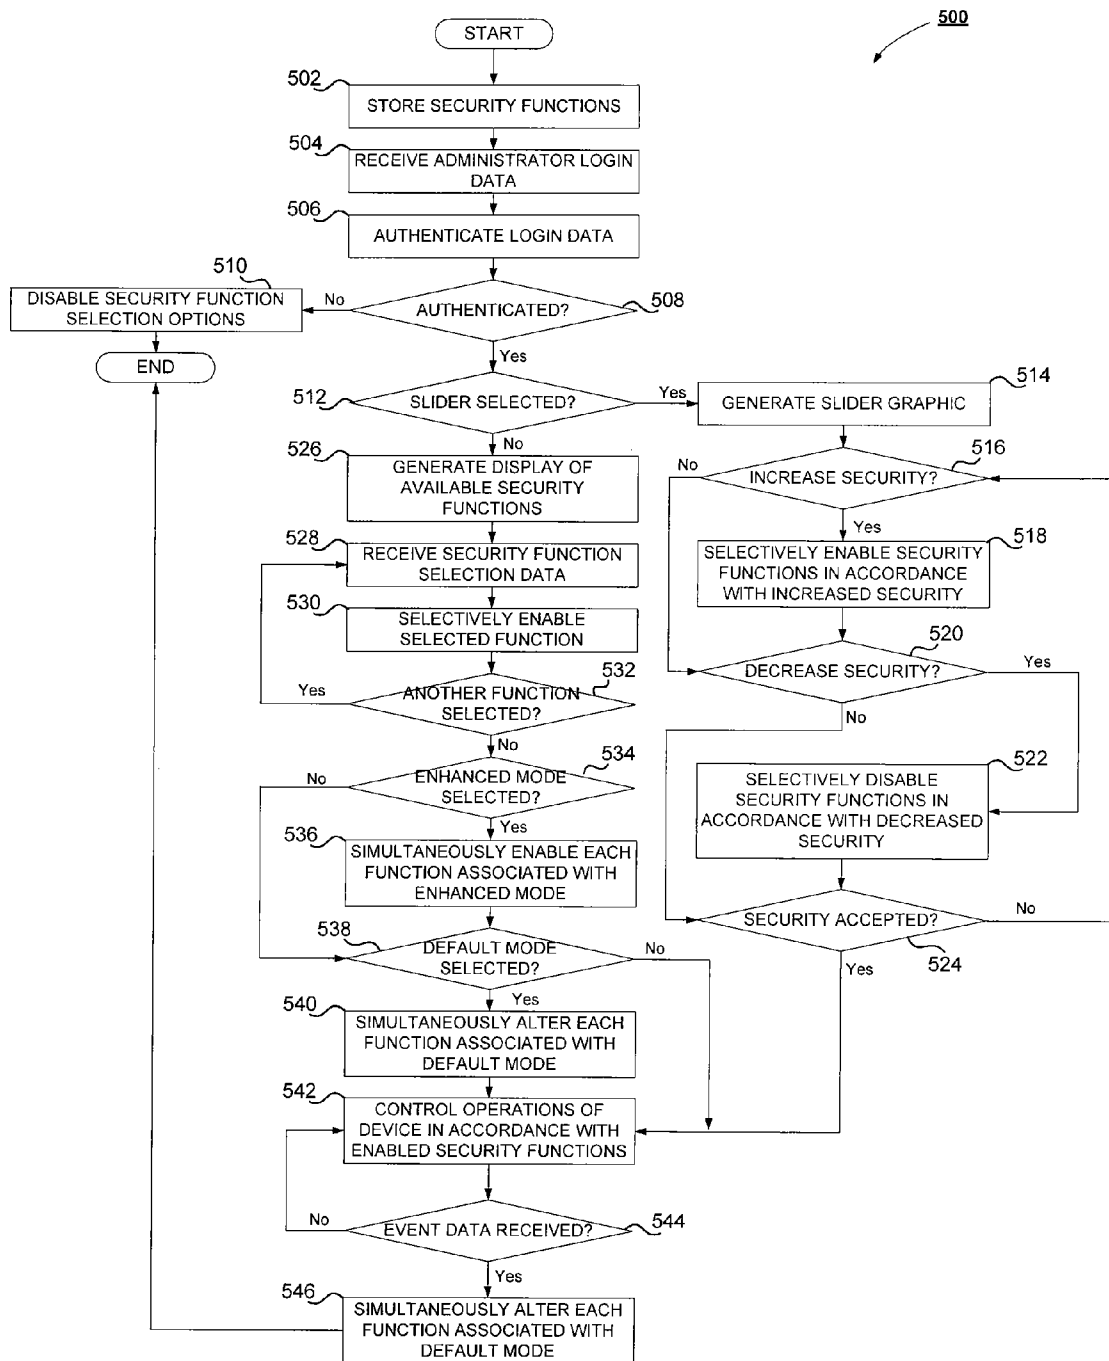 500
START
502
STORE SECURITY FUNCTIONS
504
RECEIVE ADMINISTRATOR LOGIN
DATA
506
AUTHENTICATE LOGIN DATA
510
DISABLE SECURITY FUNCTION
SELECTION OPTIONS
No
AUTHENTICATED?
508
END
Yes
512
SLIDER SELECTED?
Yes
514
GENERATE SLIDER GRAPHIC
No
526
GENERATE DISPLAY OF
AVAILABLE SECURITY
FUNCTIONS
No
INCREASE SECURITY?
516
Yes
528
RECEIVE SECURITY FUNCTION
SELECTION DATA
SELECTIVELY ENABLE SECURITY
FUNCTIONS IN ACCORDANCE
WITH INCREASED SECURITY
518
530
SELECTIVELY ENABLE
SELECTED FUNCTION
520
DECREASE SECURITY?
Yes
No
Yes
ANOTHER FUNCTION
SELECTED?
532
No
No
ENHANCED MODE
SELECTED?
534
Yes
SELECTIVELY DISABLE
SECURITY FUNCTIONS IN
ACCORDANCE WITH DECREASED
SECURITY
522
536
SIMULTANEOUSLY ENABLE EACH
FUNCTION ASSOCIATED WITH
ENHANCED MODE
SECURITY ACCEPTED?
No
524
Yes
538
DEFAULT MODE
SELECTED?
No
Yes
540
SIMULTANEOUSLY ALTER EACH
FUNCTION ASSOCIATED WITH
DEFAULT MODE
542
CONTROL OPERATIONS OF
DEVICE IN ACCORDANCE WITH
ENABLED SECURITY FUNCTIONS
No
EVENT DATA RECEIVED?
544
Yes
546
SIMULTANEOUSLY ALTER EACH
FUNCTION ASSOCIATED WITH
DEFAULT MODE